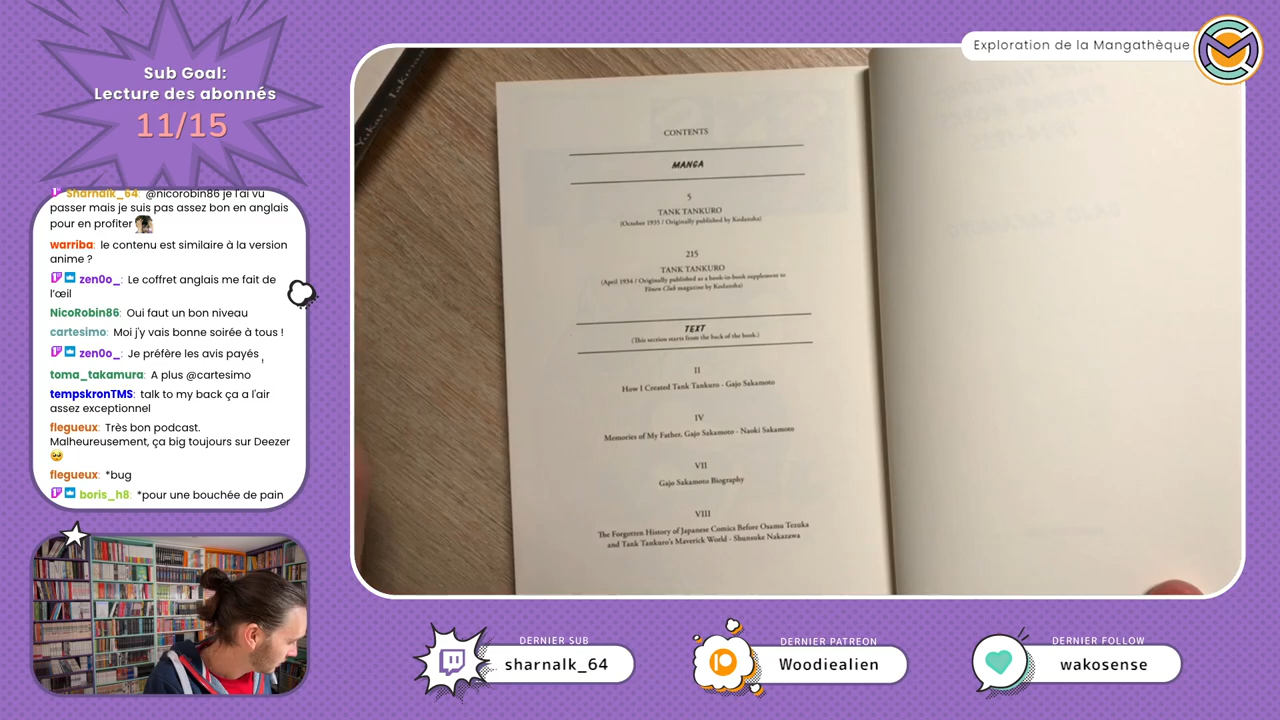 Sub Goal:
Lecture des abonnés
11/15
Sharnalk_64: @nicorobin86 je l'ai vu
passer mais je suis pas assez bon en anglais
pour en profiter
warriba: le contenu est similaire à la version
anime ?
zen0o_: Le coffret anglais me fait de
l'œil
NicoRobin86: Oui faut un bon niveau
cartesimo: Moi j'y vais bonne soirée à tous !
zen0o_: Je préfère les avis payés
toma_takamura: A plus @cartesimo
tempskronTMS: talk to my back ça a l'air
assez exceptionnel
flegueux: Très bon podcast.
Malheureusement, ça big toujours sur Deezer
flegueux: *bug
boris_h8: *pour une bouchée de pain
Exploration de la Mangathèque
CONTENTS
MANGA
5
TANK TANKURO
(October 1935 / Originally published by Kodansha)
215
TANK TANKURO
(April 1934 / Originally published as a book-in-book supplement to
Yōnen Club magazine by Kodansha)
TEXT
(This section starts from the back of the book.)
II
How I Created Tank Tankuro - Gajo Sakamoto
IV
Memories of My Father, Gajo Sakamoto - Naoki Sakamoto
VII
Gajo Sakamoto Biography
VIII
The Forgotten History of Japanese Comics Before Osamu Tezuka
and Tank Tankuro's Maverick World - Shunsuke Nakazawa
DERNIER SUB
sharnalk_64
DERNIER PATREON
Woodiealien
DERNIER FOLLOW
wakosense